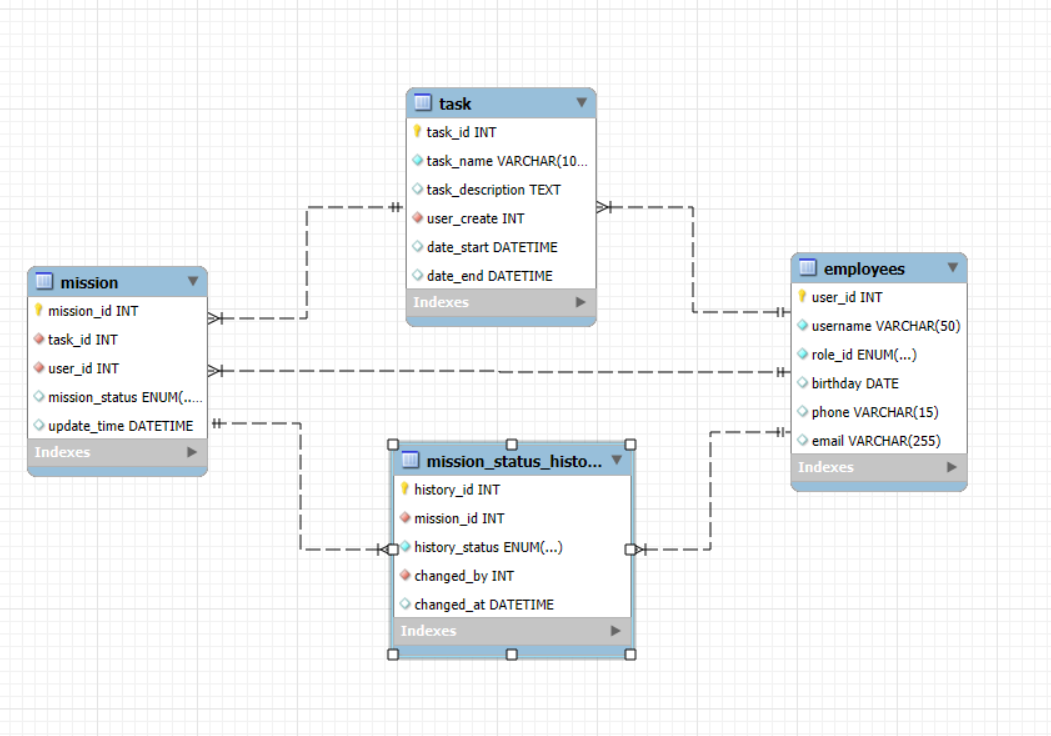 task
task_id INT
task_name VARCHAR(10...
task_description TEXT
user_create INT
date_start DATETIME
date_end DATETIME
Indexes
mission
mission_id INT
task_id INT
user_id INT
mission_status ENUM(.....
update_time DATETIME
Indexes
employees
user_id INT
username VARCHAR(50)
role_id ENUM(...)
birthday DATE
phone VARCHAR(15)
email VARCHAR(255)
Indexes
mission_status_histo...
history_id INT
mission_id INT
history_status ENUM(...)
changed_by INT
changed_at DATETIME
Indexes